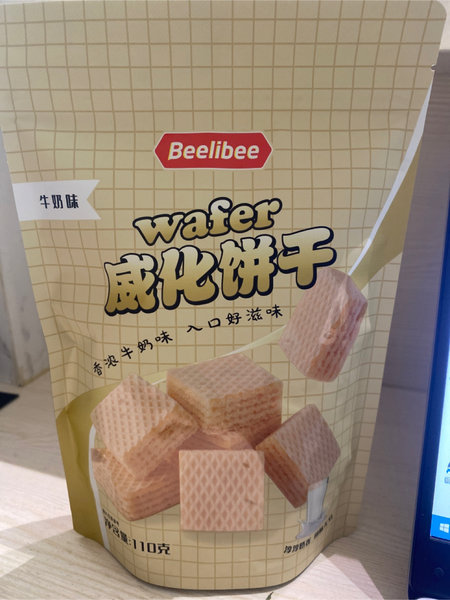 Beelibee
牛奶味
wafer
威化饼干
香浓牛奶味 入口好滋味
净含量:110克